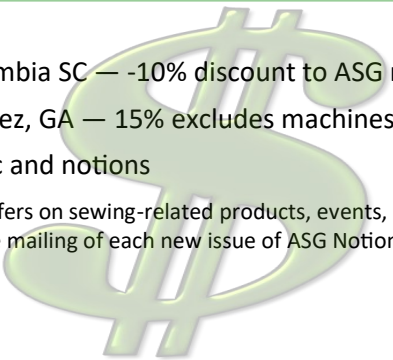 mbia SC — -10% discount to ASG
ez, GA — 15% excludes machines
c and notions
fers on sewing-related products, events,
mailing of each new issue of ASG Notion